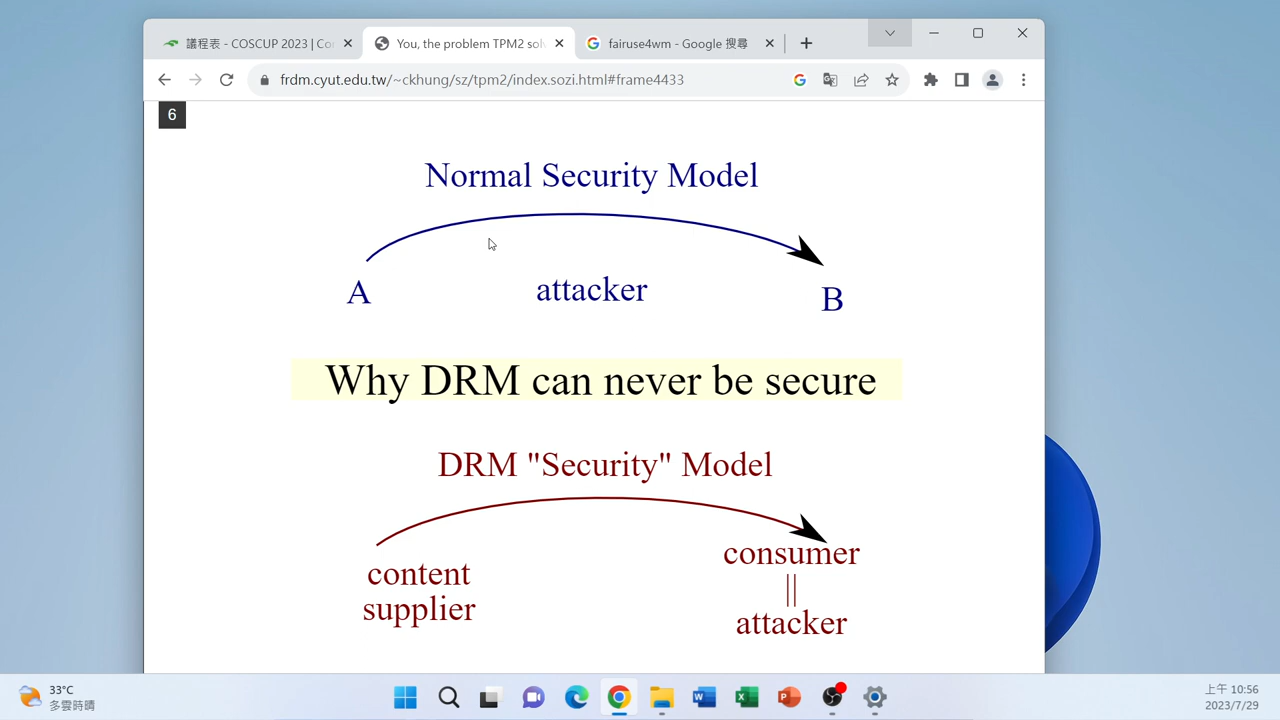 議程表 - COSCUP 2023 | C
You, the problem TPM2 sol
fairuse4wm - Google 搜尋
frdm.cyut.edu.tw/~ckhung/sz/tpm2/index.sozi.html#frame4433
6
Normal Security Model
A
attacker
B
Why DRM can never be secure
DRM "Security" Model
content
supplier
consumer
||
attacker
33°C
多雲時晴
上午 10:56
2023/7/29